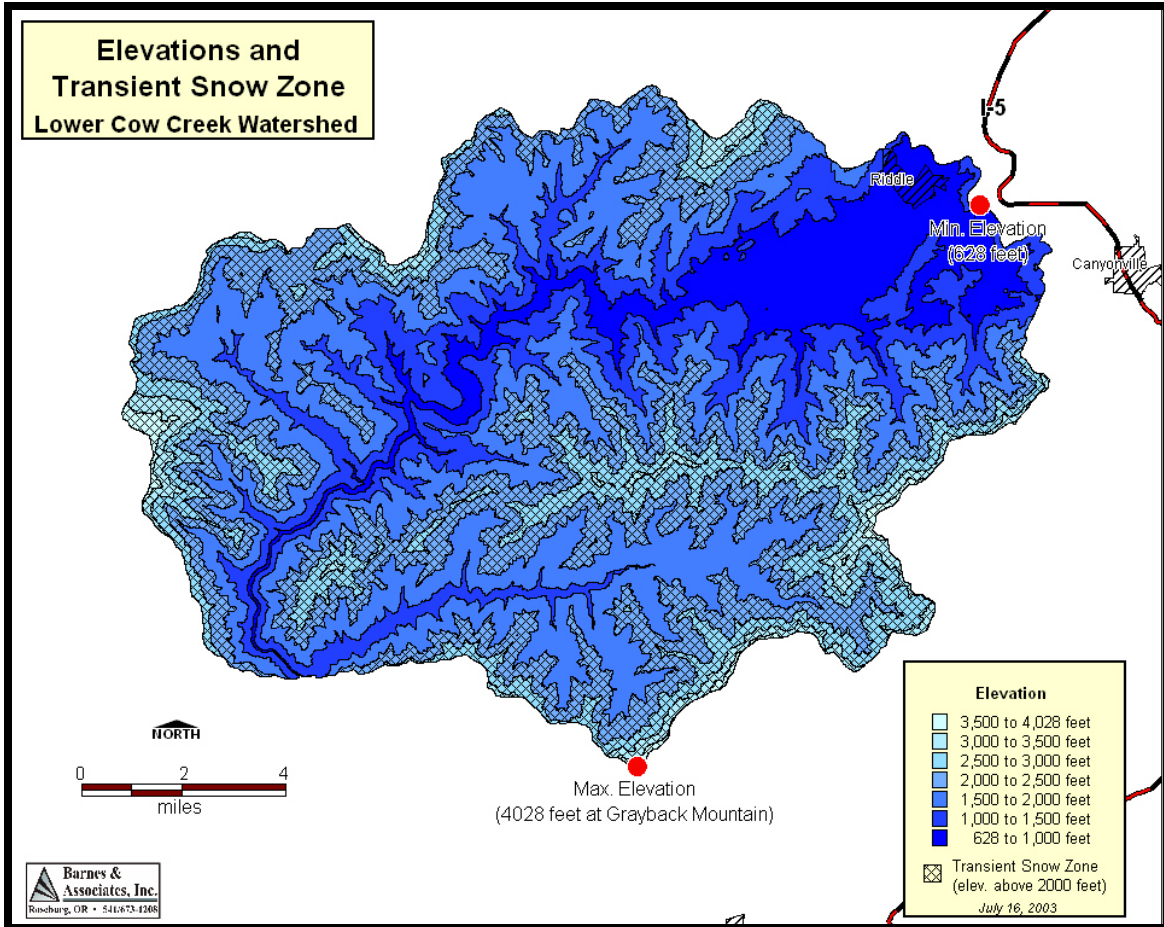 Elevations and
Transient Snow Zone
Lower Cow Creek Watershed
I-5
Riddle
Min. Elevation
(628 feet)
Canyonville
NORTH
0 2 4
miles
Max. Elevation
(4028 feet at Grayback Mountain)
Elevation
3,500 to 4,028 feet
3,000 to 3,500 feet
2,500 to 3,000 feet
2,000 to 2,500 feet
1,500 to 2,000 feet
1,000 to 1,500 feet
628 to 1,000 feet
Transient Snow Zone
(elev. above 2000 feet)
July 16, 2003
Barnes &
Associates, Inc.
Roseburg, OR • 541/673-1208